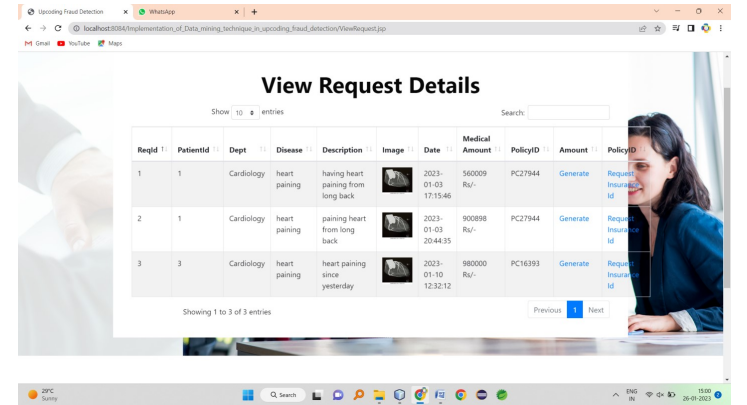 Upcoding Fraud Detection
WhatsApp
localhost:8084/Implementation_of_Data_mining_technique_in_upcoding_fraud_detection/ViewRequest.jsp
Gmail YouTube Maps
View Request Details
Show 10 entries Search:
ReqId PatientId Dept Disease Description Image Date Medical Amount PolicyID Amount PolicyID
1 1 Cardiology heart paining having heart paining from long back 2023-01-03 17:15:46 560009 Rs/- PC27944 Generate Request Insurance Id
2 1 Cardiology heart paining paining heart from long back 2023-01-03 20:44:35 900898 Rs/- PC27944 Generate Request Insurance Id
3 3 Cardiology heart paining heart paining since yesterday 2023-01-10 12:32:12 980000 Rs/- PC16393 Generate Request Insurance Id
Showing 1 to 3 of 3 entries Previous 1 Next
29°C
Sunny
Search
ENG
IN
15:00
26-01-2023